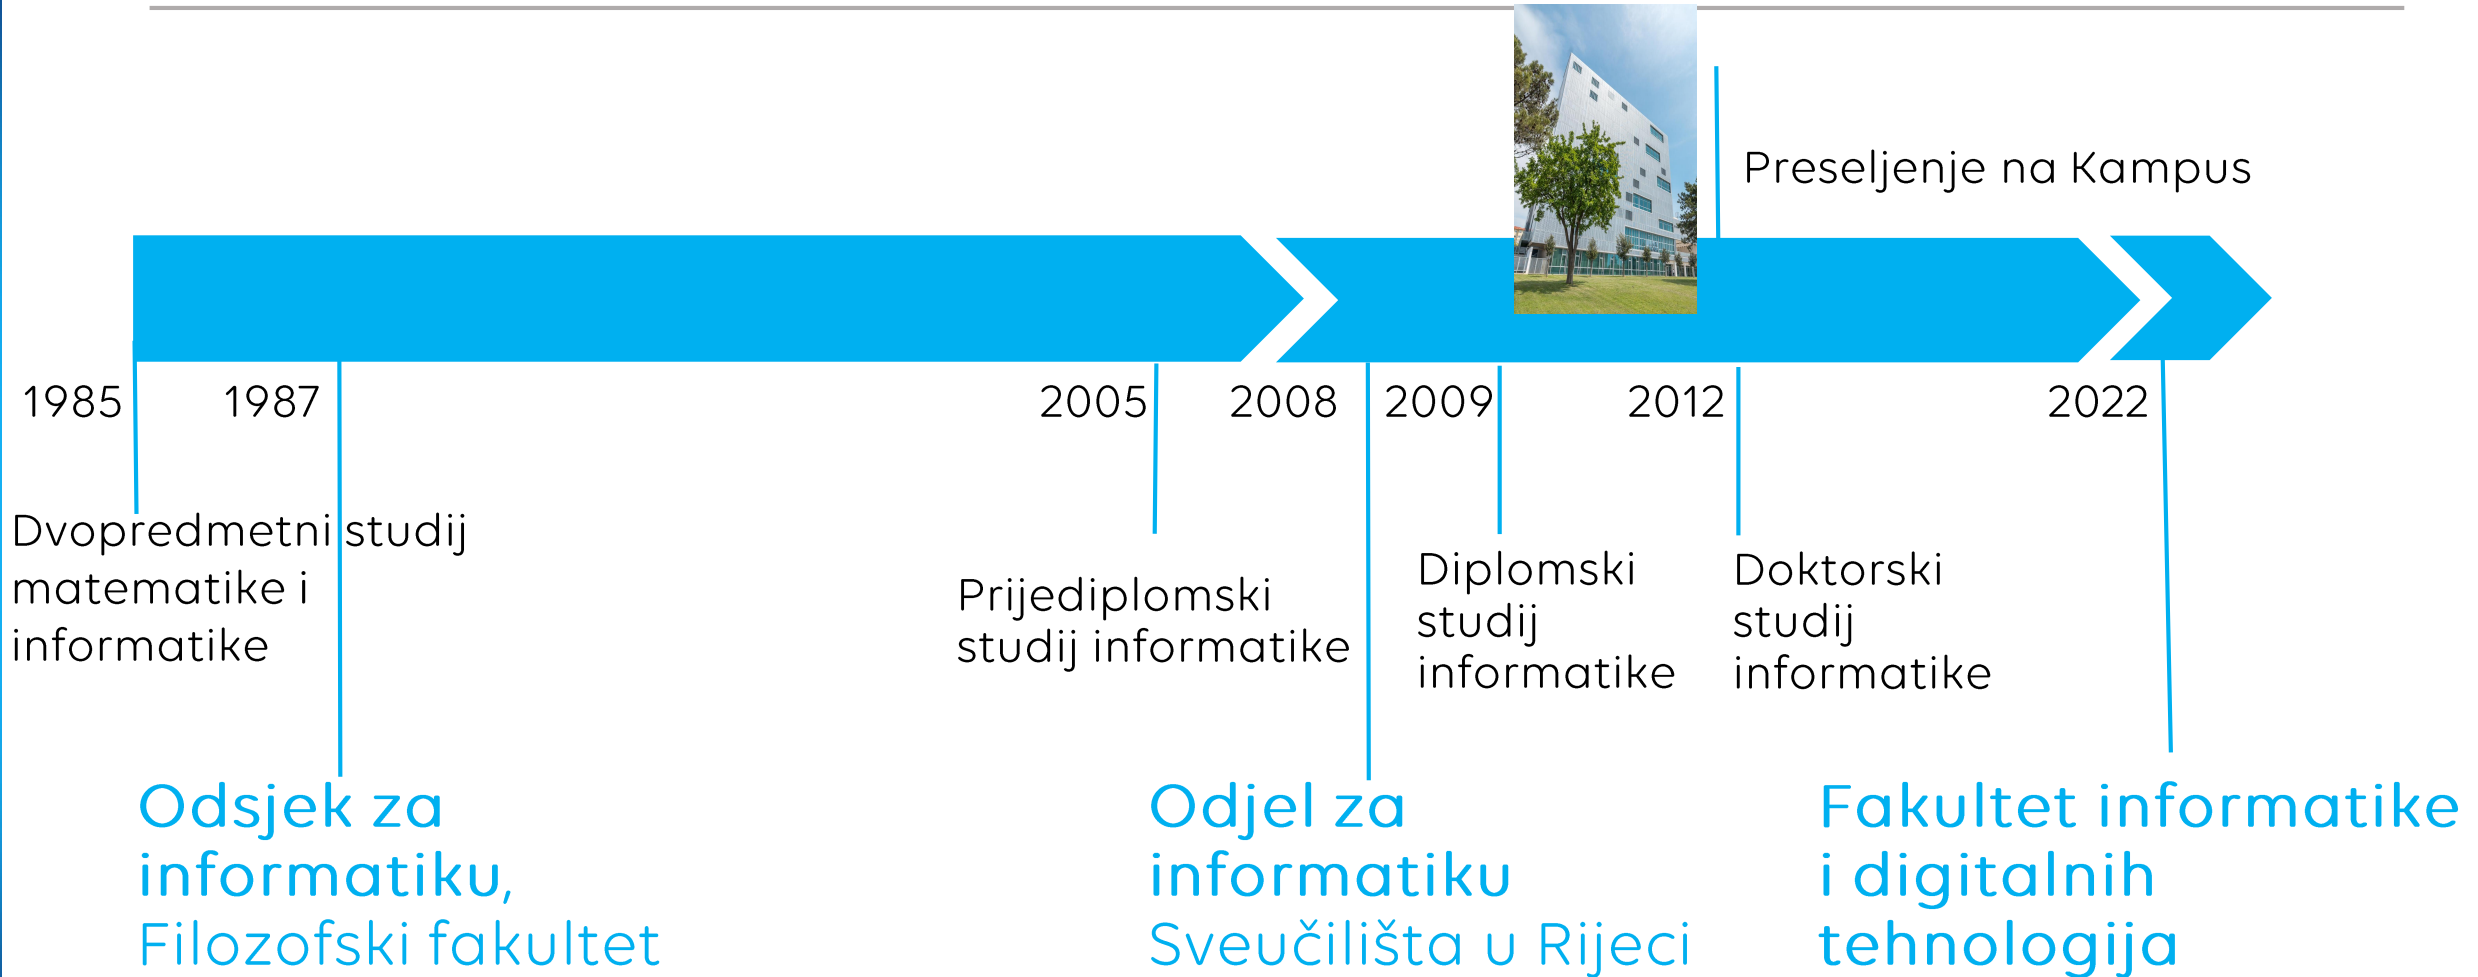 Preseljenje na Kampus
1985
1987
2005
2008
2009
2012
2022
Dvopredmetni studij
matematike i
informatike
Prijediplomski
studij informatike
Diplomski
studij
informatike
Doktorski
studij
informatike
Odsjek za
informatiku,
Filozofski fakultet
Odjel za
informatiku
Sveučilišta u Rijeci
Fakultet informatike
i digitalnih
tehnologija